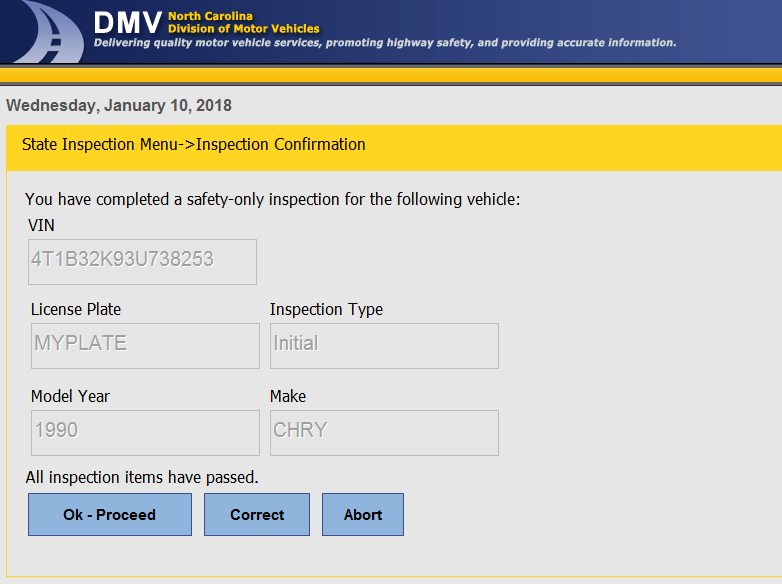 DMV North Carolina
Division of Motor Vehicles
Delivering quality motor vehicle services, promoting highway safety, and providing accurate information.
Wednesday, January 10, 2018
State Inspection Menu->Inspection Confirmation
You have completed a safety-only inspection for the following vehicle:
VIN
4T1B32K93U738253
License Plate Inspection Type
MYPLATE Initial
Model Year Make
1990 CHRY
All inspection items have passed.
Ok - Proceed Correct Abort